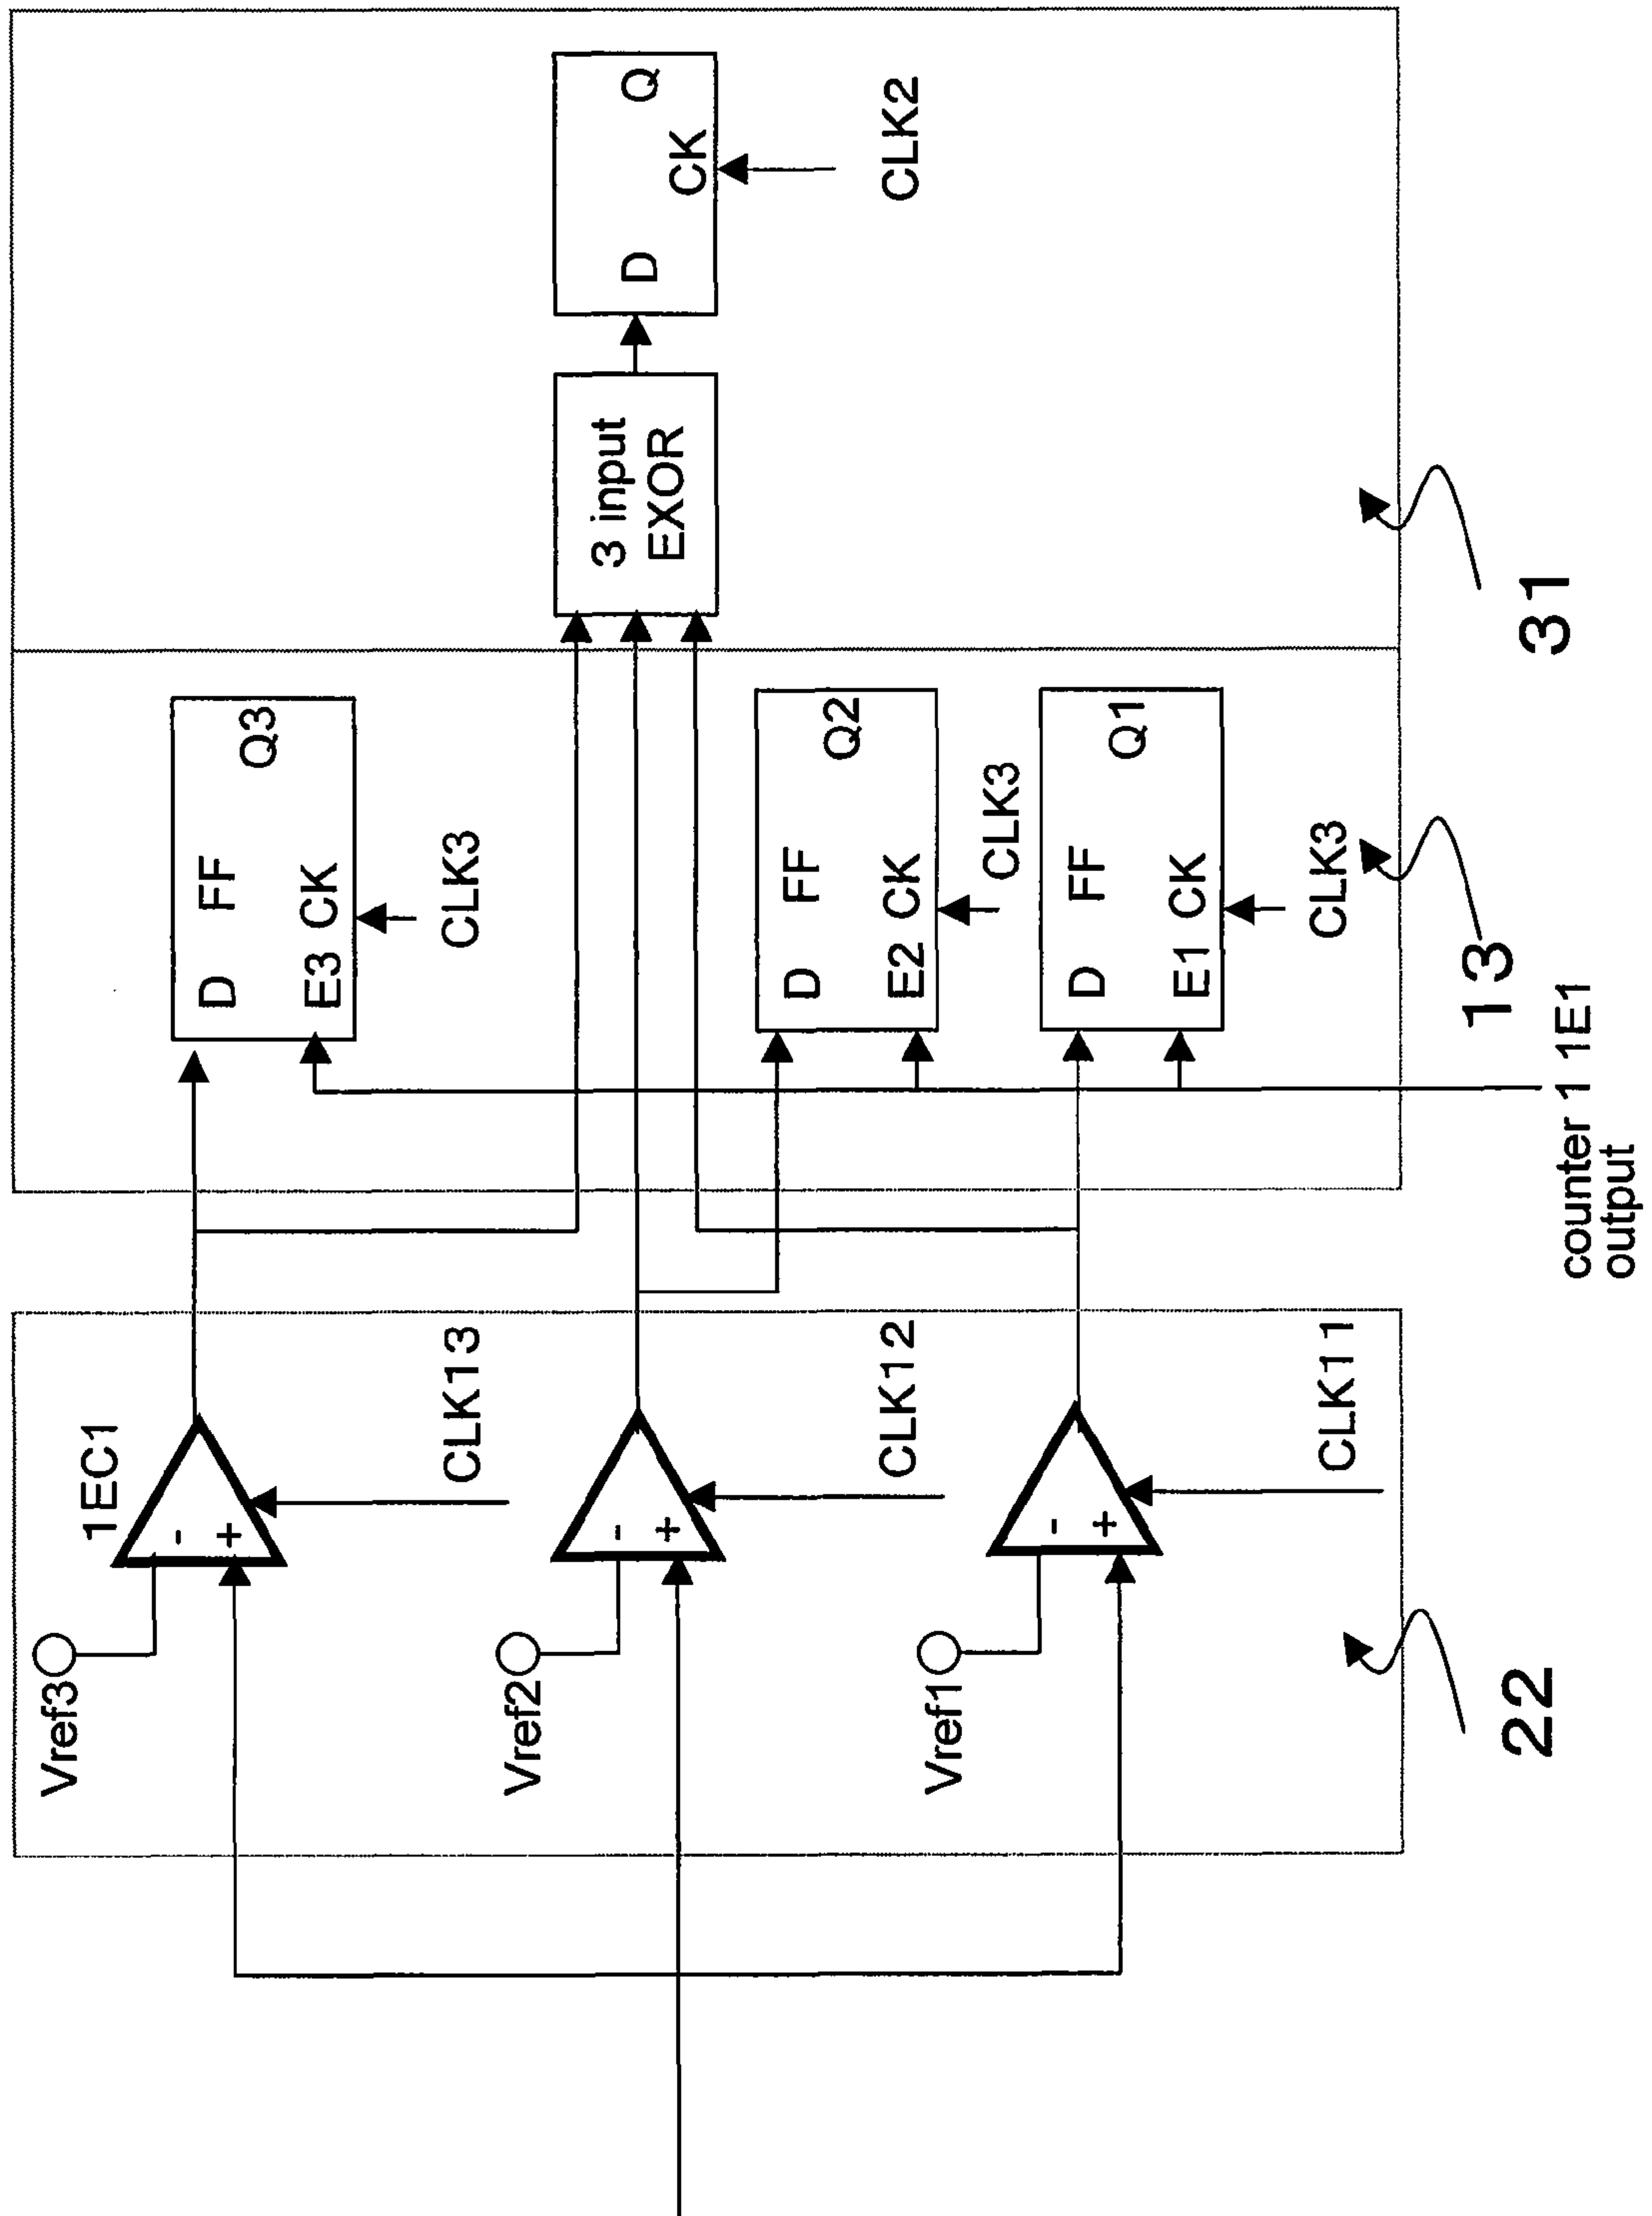 Vref3
1EC1
-
+
CLK13
Vref2
-
+
CLK12
Vref1
-
+
CLK11
22
D FF Q3
E3 CK
CLK3
D FF Q2
E2 CK
CLK3
D FF Q1
E1 CK
CLK3
13
counter 11 1E1
output
3 input
EXOR
D Q
CK
CLK2
31